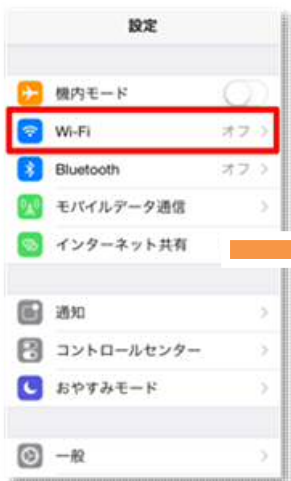 設定
機内モード
Wi-Fi オフ
Bluetooth オフ
モバイルデータ通信
インターネット共有
通知
コントロールセンター
おやすみモード
一般